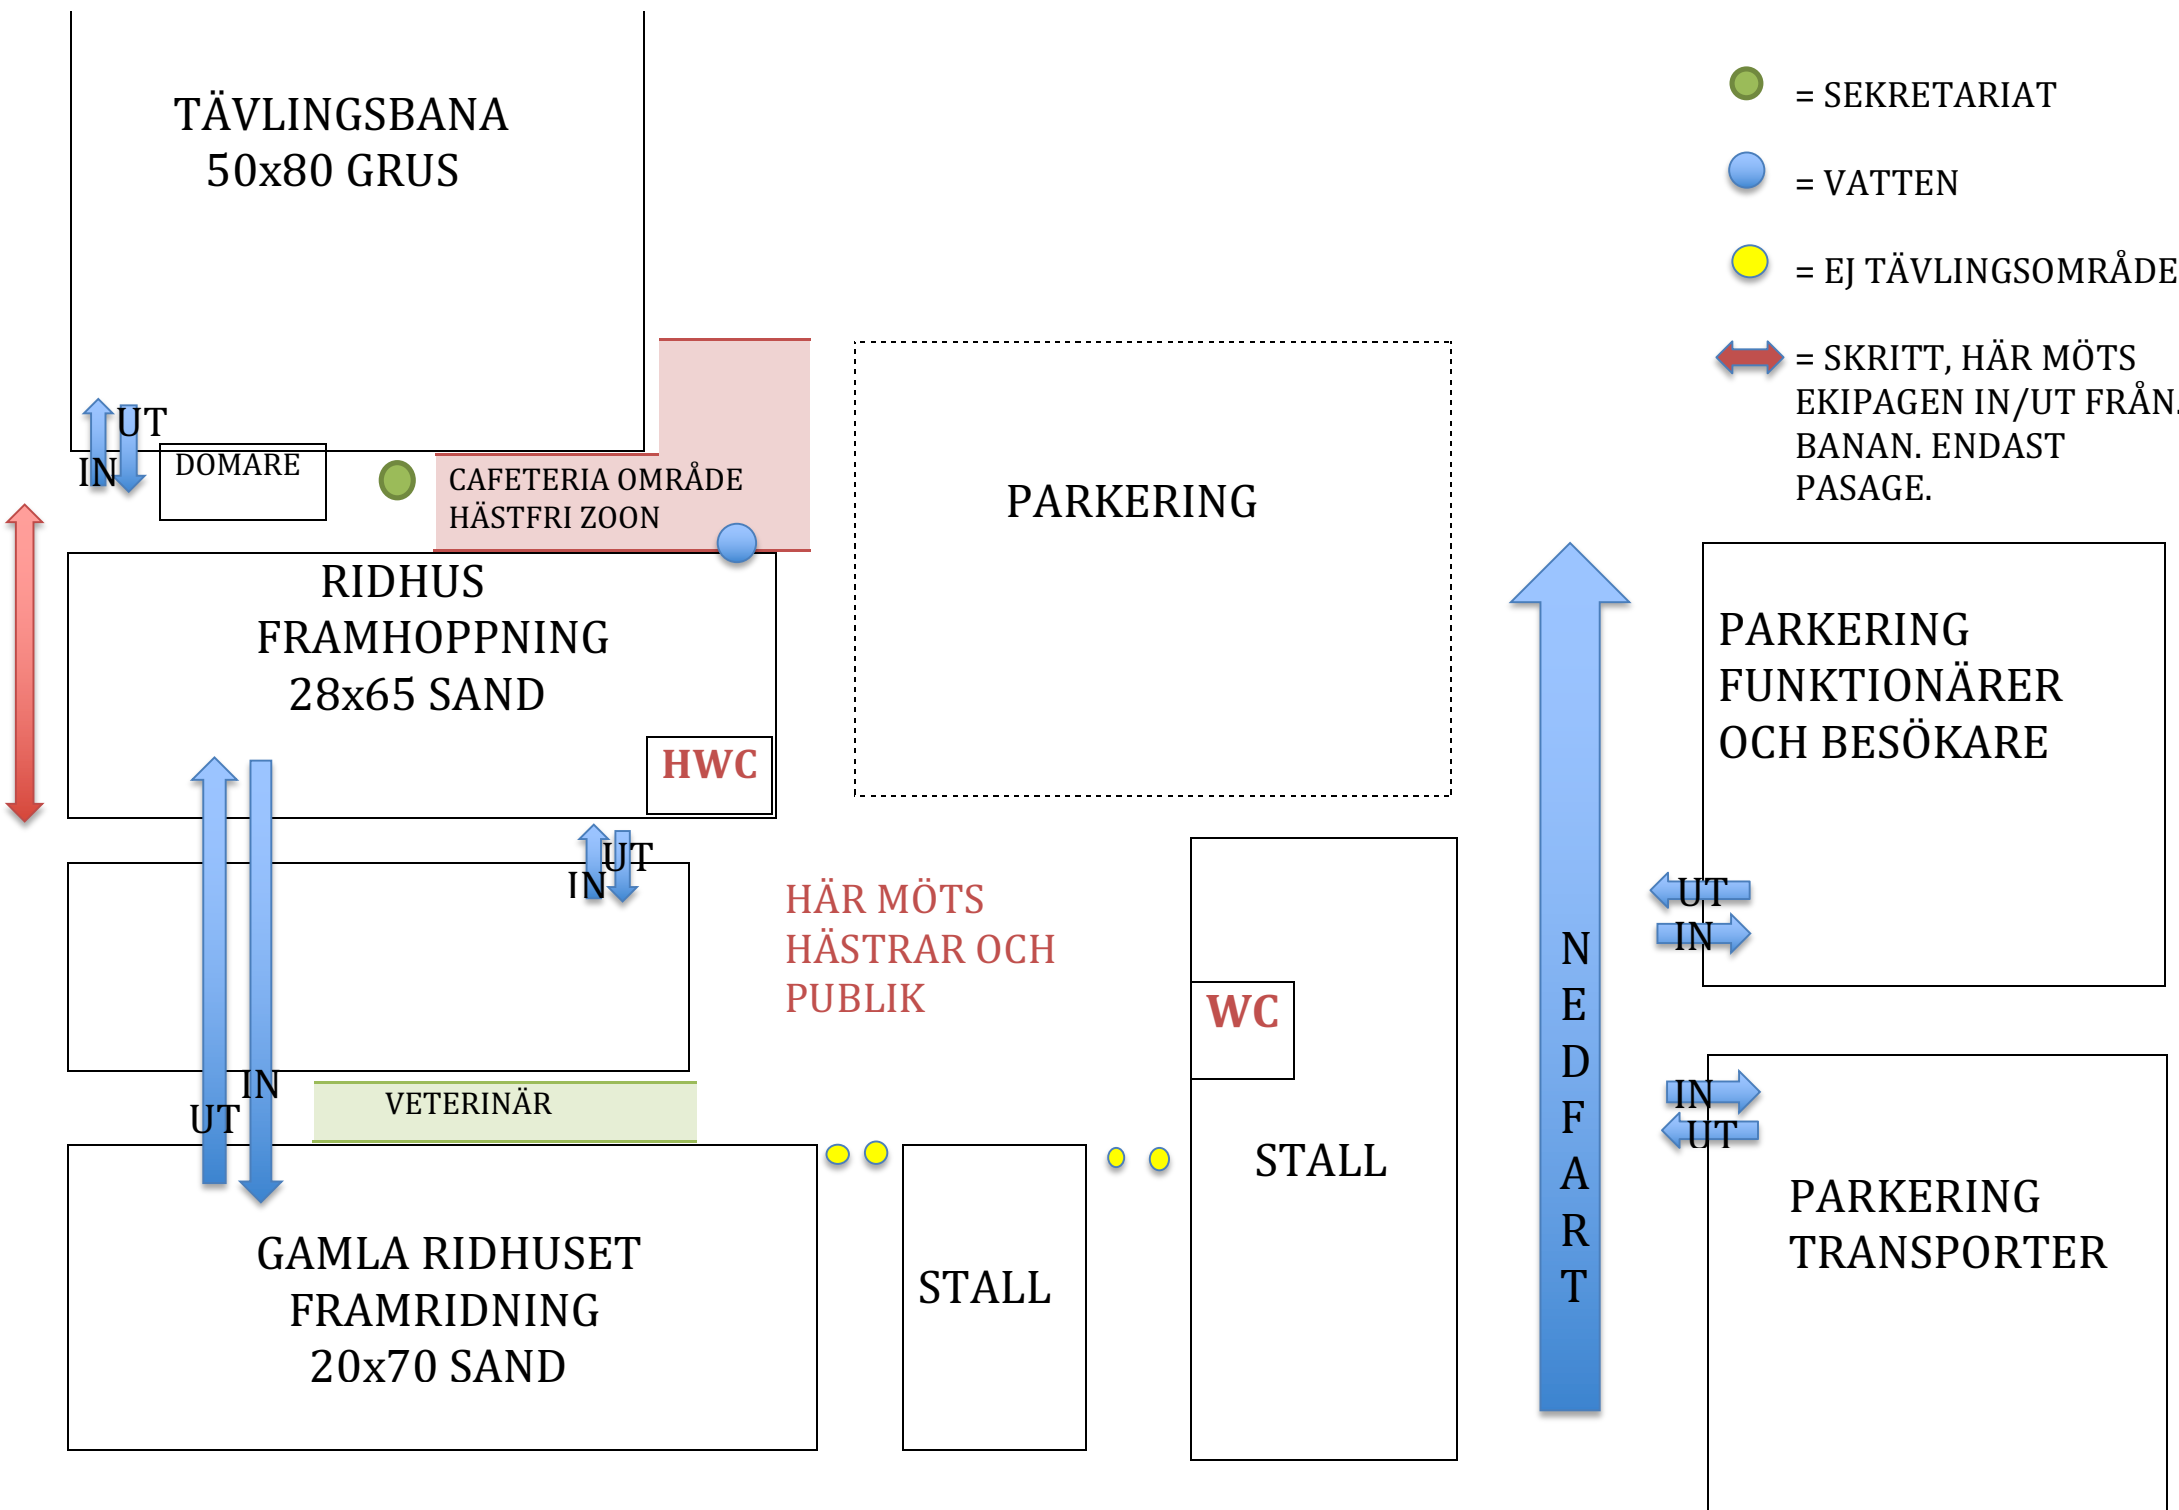 TÄVLINGSBANA
50x80 GRUS
UT
IN
DOMARE
CAFETERIA OMRÅDE
HÄSTFRI ZOON
RIDHUS
FRAMHOPPNING
28x65 SAND
HWC
UT
IN
HÄR MÖTS
HÄSTRAR OCH
PUBLIK
IN
UT
VETERINÄR
GAMLA RIDHUSET
FRAMRIDNING
20x70 SAND
STALL
WC
STALL
PARKERING
N
E
D
F
A
R
T
= SEKRETARIAT
= VATTEN
= EJ TÄVLINGSOMRÅDE
= SKRITT, HÄR MÖTS
EKIPAGEN IN/UT FRÅN.
BANAN. ENDAST
PASAGE.
PARKERING
FUNKTIONÄRER
OCH BESÖKARE
UT
IN
IN
UT
PARKERING
TRANSPORTER